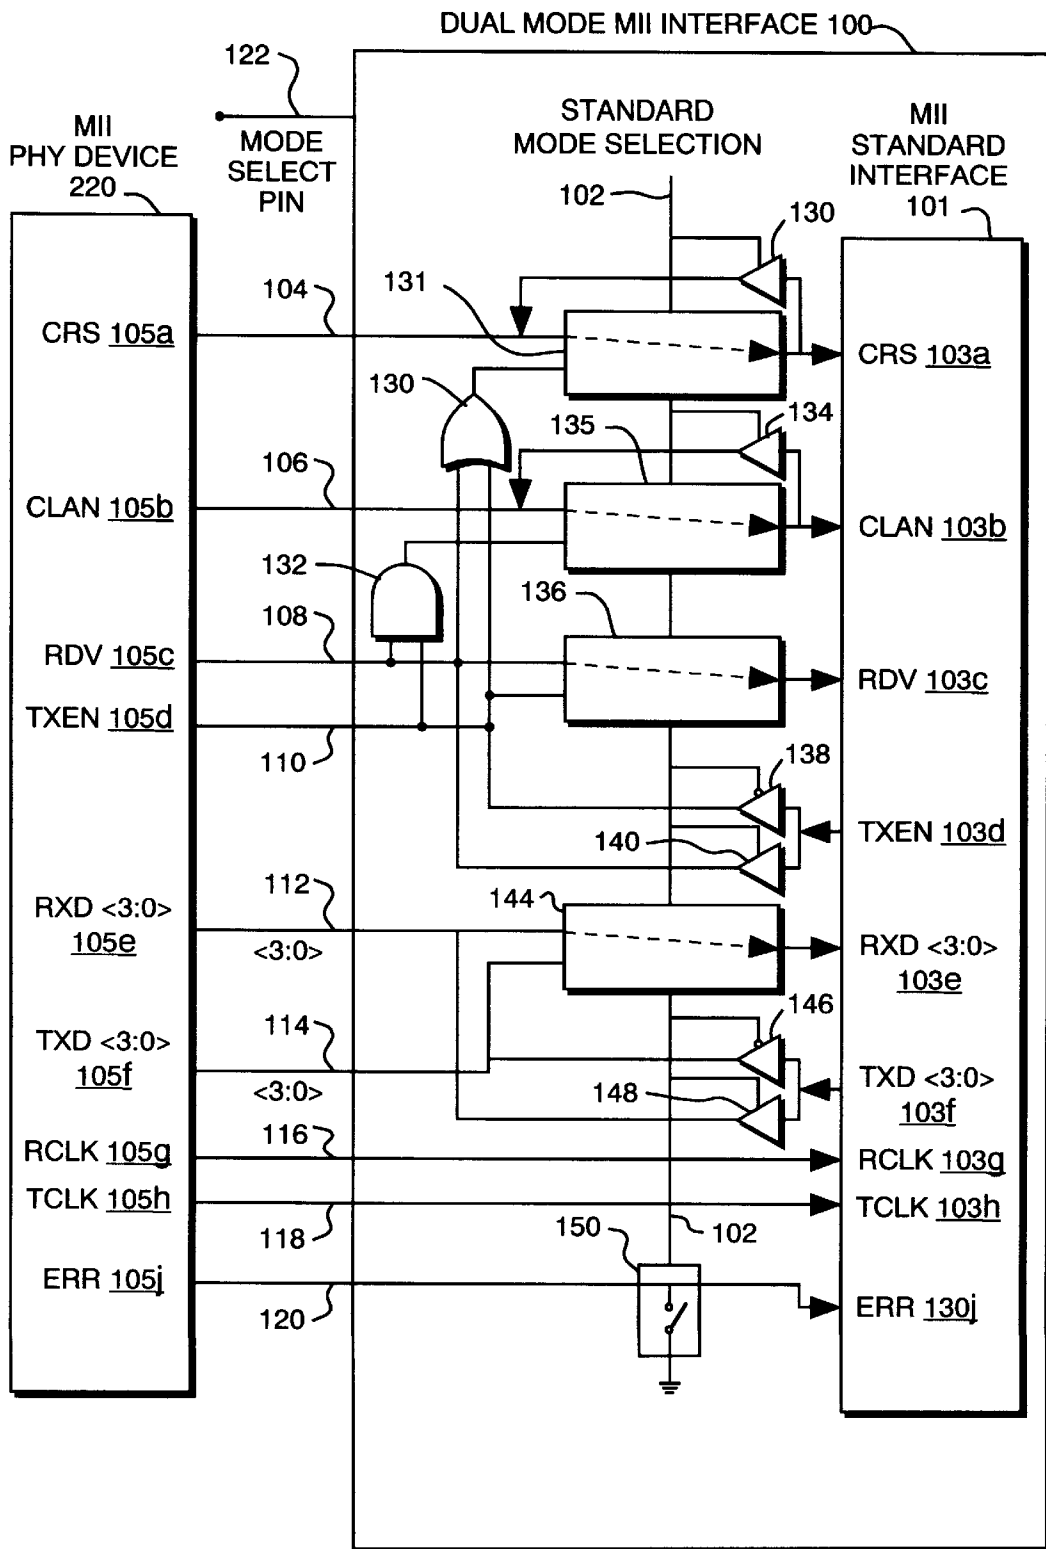 DUAL MODE MII INTERFACE 100
122
MII
PHY DEVICE
220
MODE
SELECT
PIN
STANDARD
MODE SELECTION
102
MII
STANDARD
INTERFACE
101
130
104
131
CRS 105a
CRS 103a
130
134
135
106
CLAN 105b
CLAN 103b
132
136
108
RDV 105c
RDV 103c
TXEN 105d
110
138
TXEN 103d
140
112
144
RXD <3:0>
105e
<3:0>
RXD <3:0>
103e
146
114
TXD <3:0>
105f
<3:0>
148
TXD <3:0>
103f
116
RCLK 105g
RCLK 103g
TCLK 105h
TCLK 103h
118
102
150
ERR 105j
120
ERR 130j